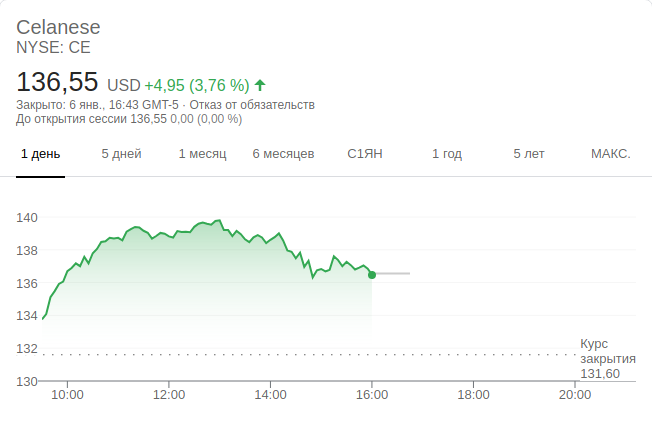 Celanese
NYSE: CE
136,55 USD +4,95 (3,76 %)
Закрыто: 6 янв., 16:43 GMT-5 · Отказ от обязательств
До открытия сессии 136,55 0,00 (0,00 %)
1 день 5 дней 1 месяц 6 месяцев С1ЯН 1 год 5 лет МАКС.
140
138
136
134
132
130
Курс
закрытия
131,60
10:00 12:00 14:00 16:00 18:00 20:00